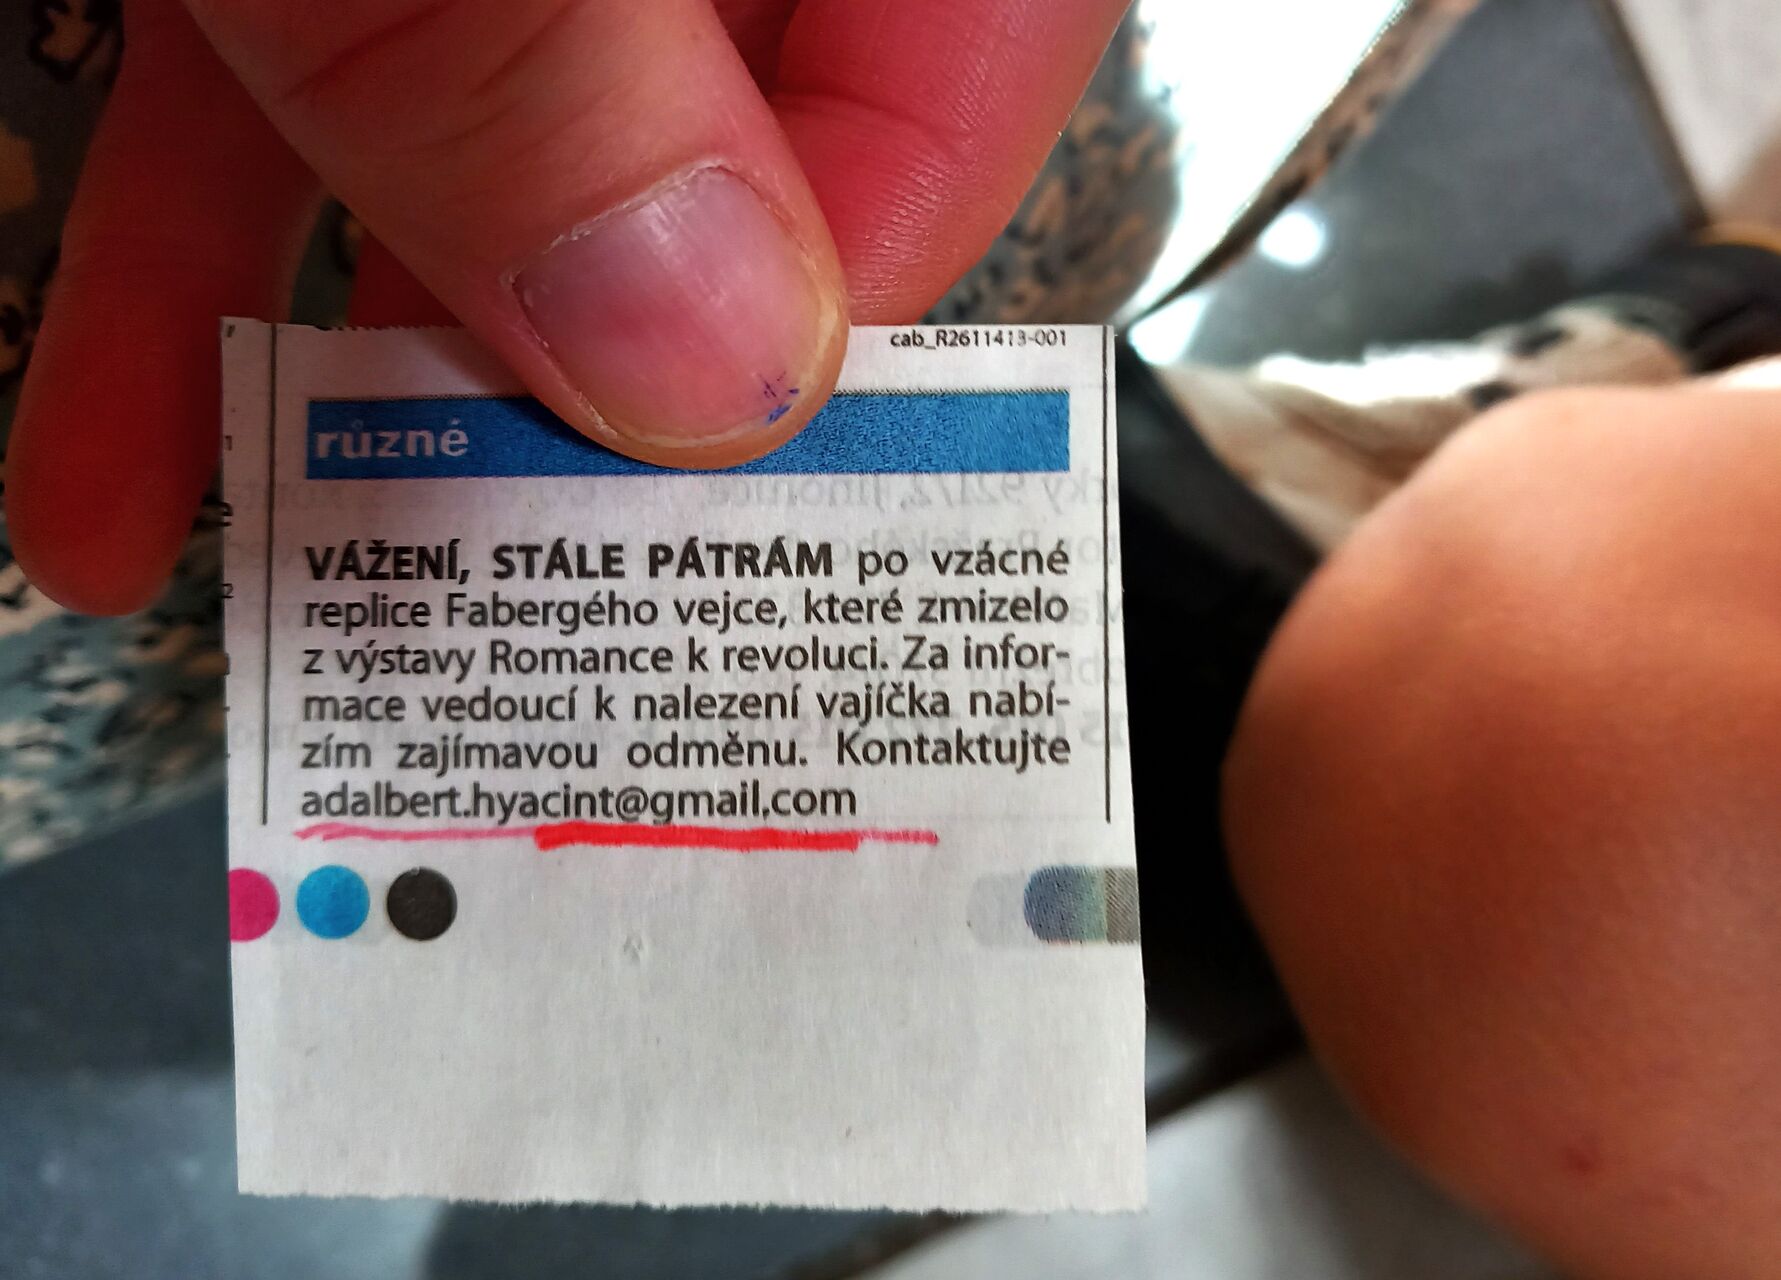 cab_R2611413-001
různé
VÁŽENÍ, STÁLE PÁTRÁM po vzácné
replice Fabergého vejce, které zmizelo
z výstavy Romance k revoluci. Za infor-
mace vedoucí k nalezení vajíčka nabí-
zím zajímavou odměnu. Kontaktujte
adalbert.hyacint@gmail.com